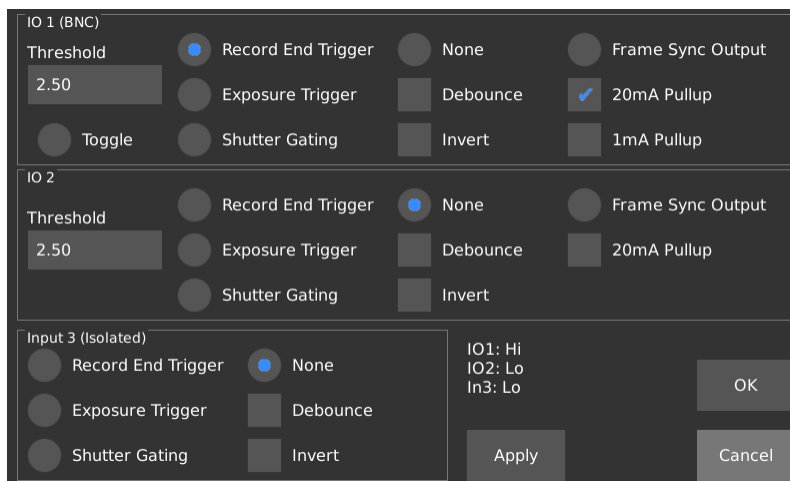 IO 1 (BNC)
Threshold
2.50
Toggle
Record End Trigger
None
Frame Sync Output
Exposure Trigger
Debounce
20mA Pullup
Shutter Gating
Invert
1mA Pullup
IO 2
Threshold
2.50
Record End Trigger
None
Frame Sync Output
Exposure Trigger
Debounce
20mA Pullup
Shutter Gating
Invert
Input 3 (Isolated)
Record End Trigger
None
Exposure Trigger
Debounce
Shutter Gating
Invert
IO1: Hi
IO2: Lo
In3: Lo
OK
Apply
Cancel